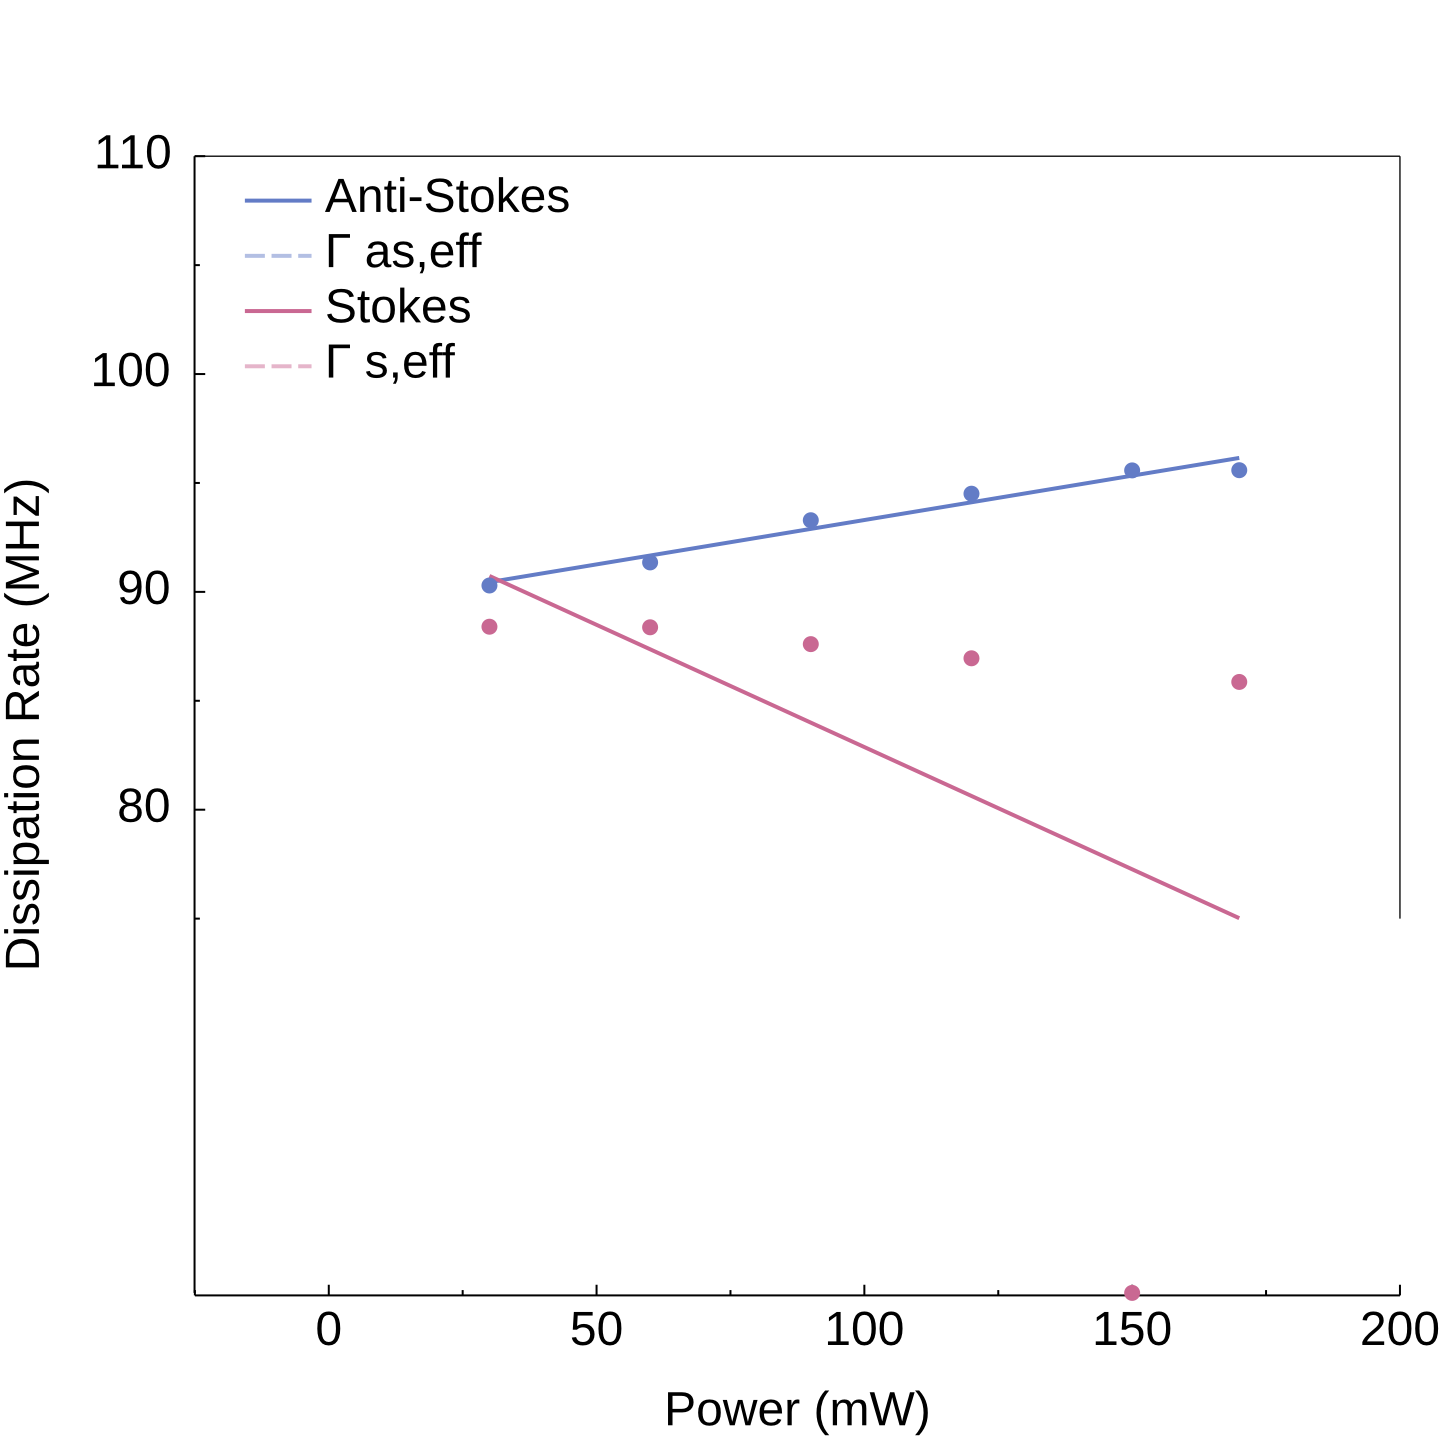 110
Anti-Stokes
Γ as,eff
Stokes
Γ s,eff
100
90
80
Dissipation Rate (MHz)
0 50 100 150 200
Power (mW)